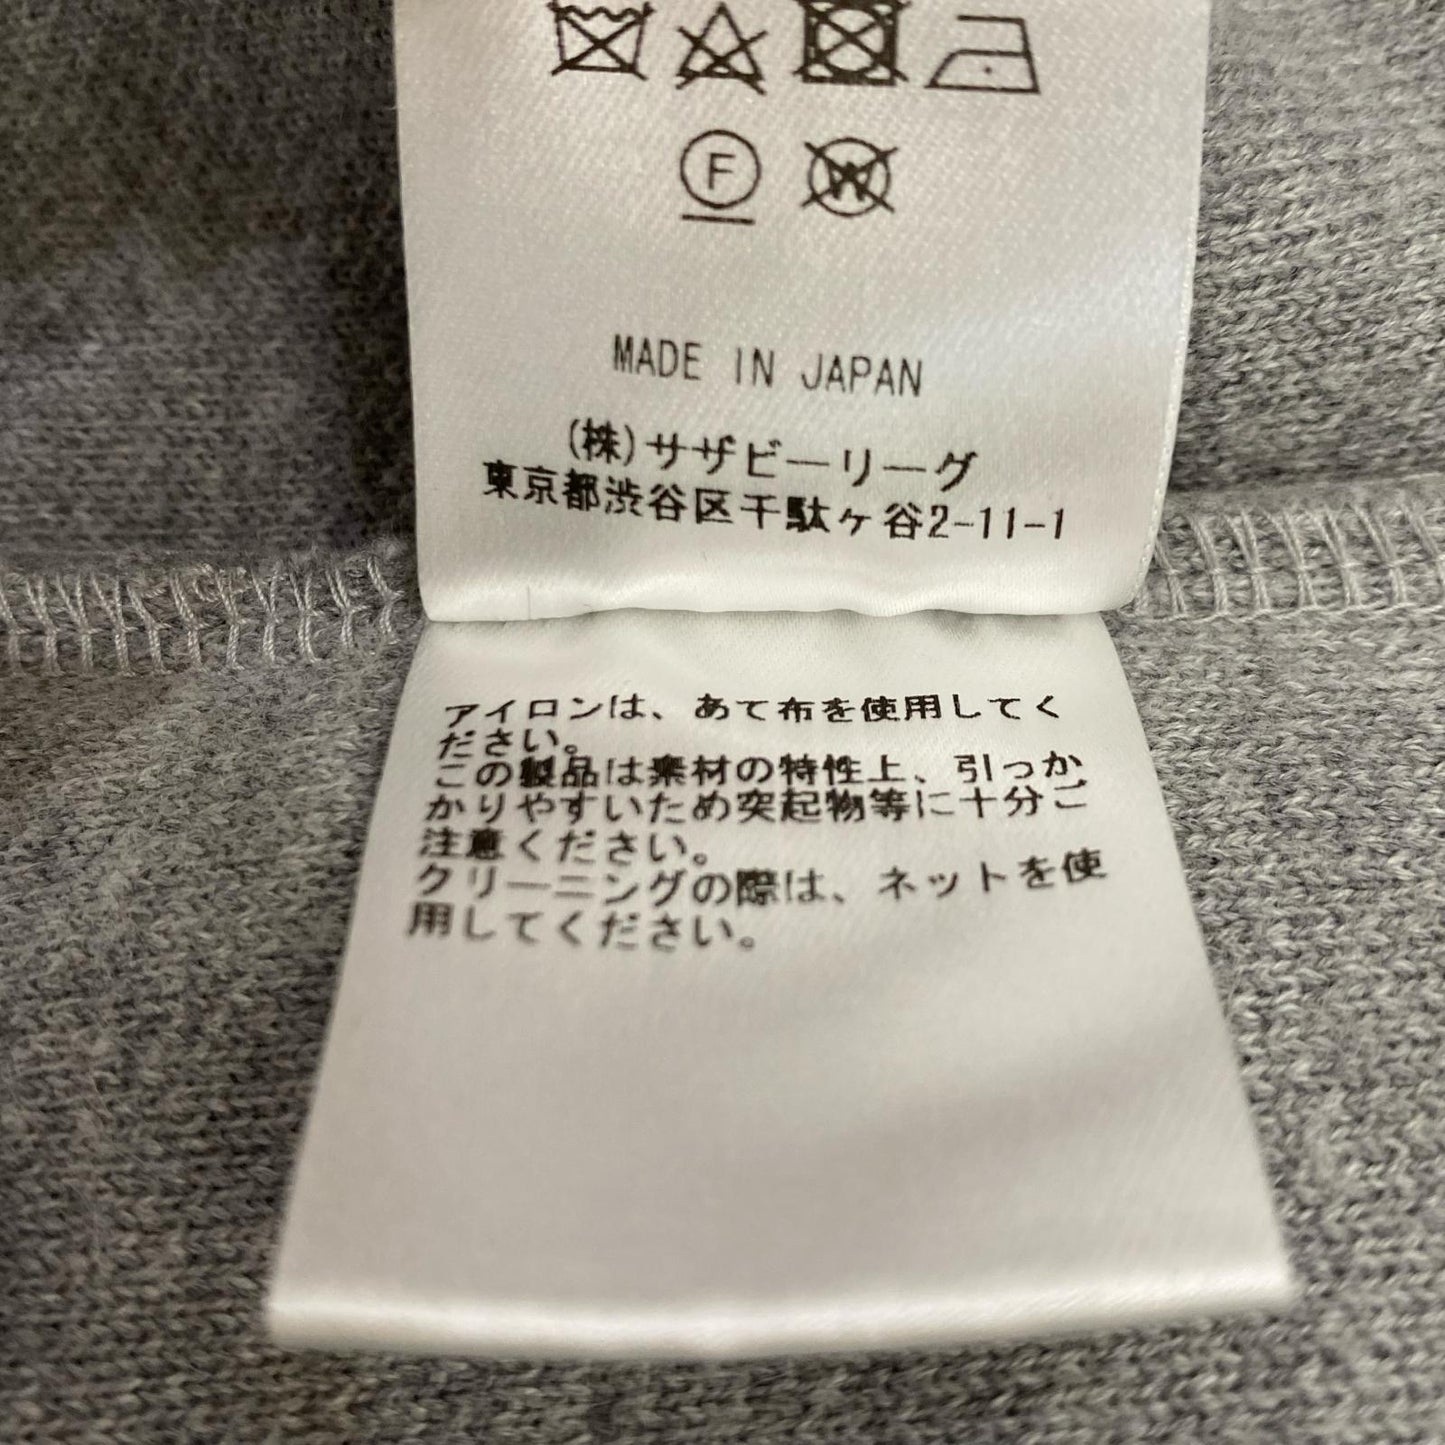 F
W
MADE IN JAPAN
(株)サザビーリーグ
東京都渋谷区千駄ヶ谷2-11-1
アイロンは、あて布を使用してく
ださい。
この製品は素材の特性上、引っか
かりやすいため突起物等に十分ご
注意ください。
クリーニングの際は、ネットを使
用してください。